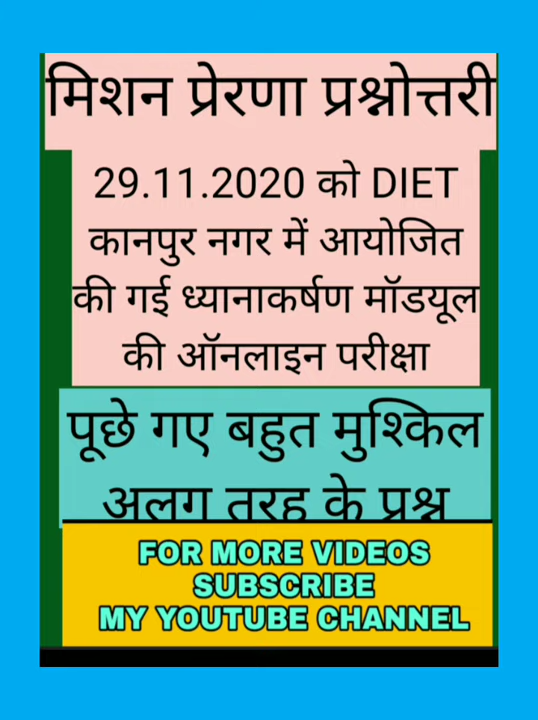 मिशन प्रेरणा प्रश्नोत्तरी
29.11.2020 को DIET
कानपुर नगर में आयोजित
की गई ध्यानाकर्षण मॉडयूल
की ऑनलाइन परीक्षा
पूछे गए बहुत मुश्किल
अलग तरह के प्रश्न
FOR MORE VIDEOS
SUBSCRIBE
MY YOUTUBE CHANNEL